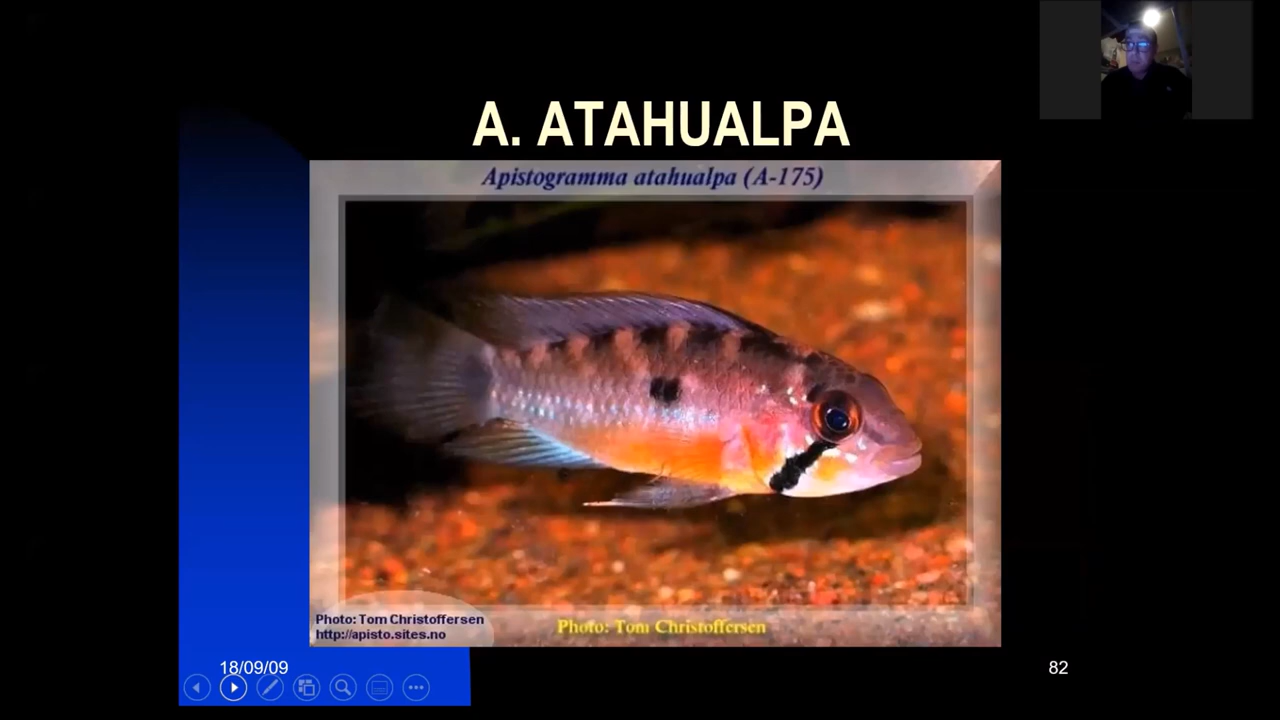 A. ATAHUALPA
Apistogramma atahualpa (A-175)
Photo: Tom Christoffersen
http://apisto.sites.no
Photo: Tom Christoffersen
18/09/09
82